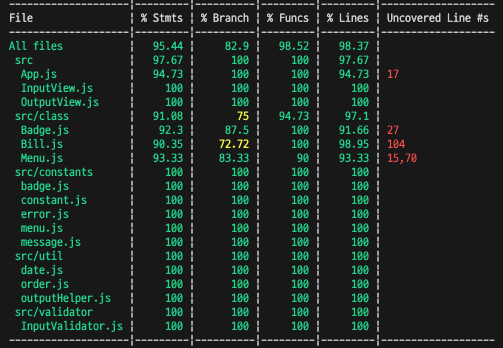 File | % Stmts | % Branch | % Funcs | % Lines | Uncovered Line #s
All files | 95.44 | 82.9 | 98.52 | 98.37 |
src | 97.67 | 100 | 100 | 97.67 |
App.js | 94.73 | 100 | 100 | 94.73 | 17
InputView.js | 100 | 100 | 100 | 100 |
OutputView.js | 100 | 100 | 100 | 100 |
src/class | 91.08 | 75 | 94.73 | 97.1 |
Badge.js | 92.3 | 87.5 | 100 | 91.66 | 27
Bill.js | 90.35 | 72.72 | 100 | 98.95 | 104
Menu.js | 93.33 | 83.33 | 90 | 93.33 | 15,70
src/constants | 100 | 100 | 100 | 100 |
badge.js | 100 | 100 | 100 | 100 |
constant.js | 100 | 100 | 100 | 100 |
error.js | 100 | 100 | 100 | 100 |
menu.js | 100 | 100 | 100 | 100 |
message.js | 100 | 100 | 100 | 100 |
src/util | 100 | 100 | 100 | 100 |
date.js | 100 | 100 | 100 | 100 |
order.js | 100 | 100 | 100 | 100 |
outputHelper.js | 100 | 100 | 100 | 100 |
src/validator | 100 | 100 | 100 | 100 |
InputValidator.js | 100 | 100 | 100 | 100 |